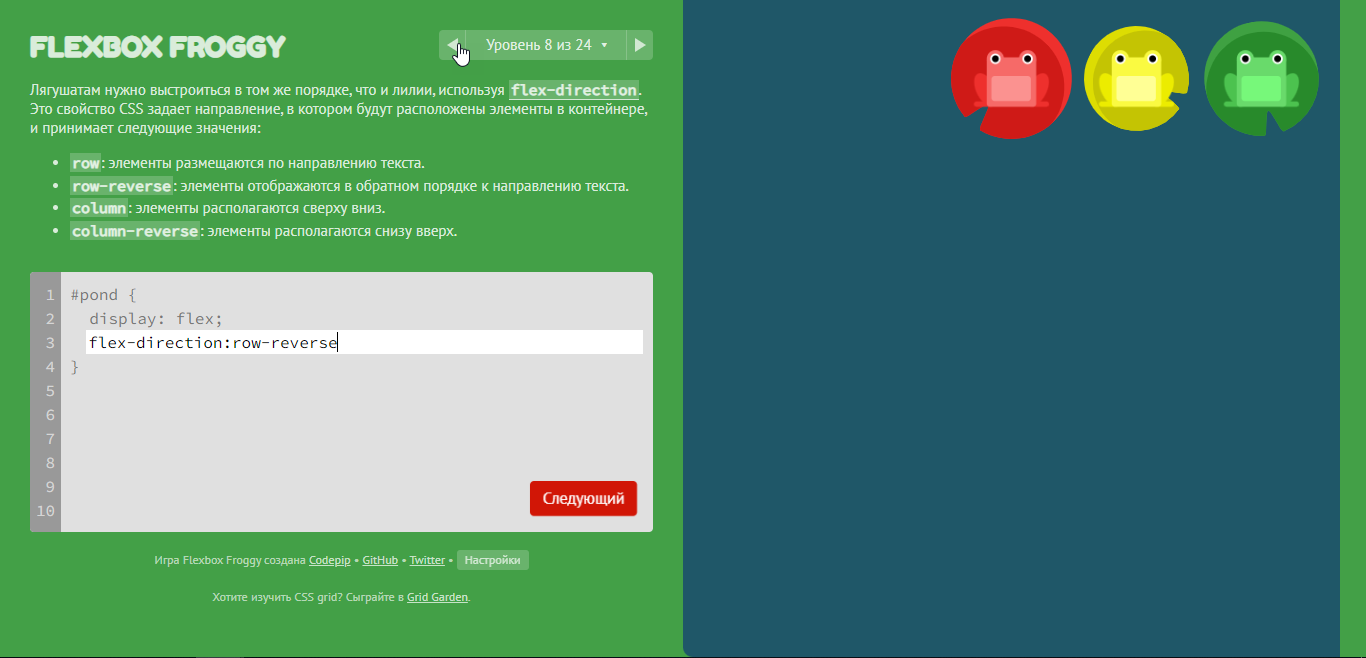 FLEXBOX FROGGY
Уровень 8 из 24
Лягушатам нужно выстроиться в том же порядке, что и лилии, используя flex-direction.
Это свойство CSS задает направление, в котором будут расположены элементы в контейнере,
и принимает следующие значения:
• row: элементы размещаются по направлению текста.
• row-reverse: элементы отображаются в обратном порядке к направлению текста.
• column: элементы располагаются сверху вниз.
• column-reverse: элементы располагаются снизу вверх.
1 #pond {
2 display: flex;
3 flex-direction:row-reverse
4 }
5
6
7
8
9
10
Следующий
Игра Flexbox Froggy создана Codepip • GitHub • Twitter • Настройки
Хотите изучить CSS grid? Сыграйте в Grid Garden.